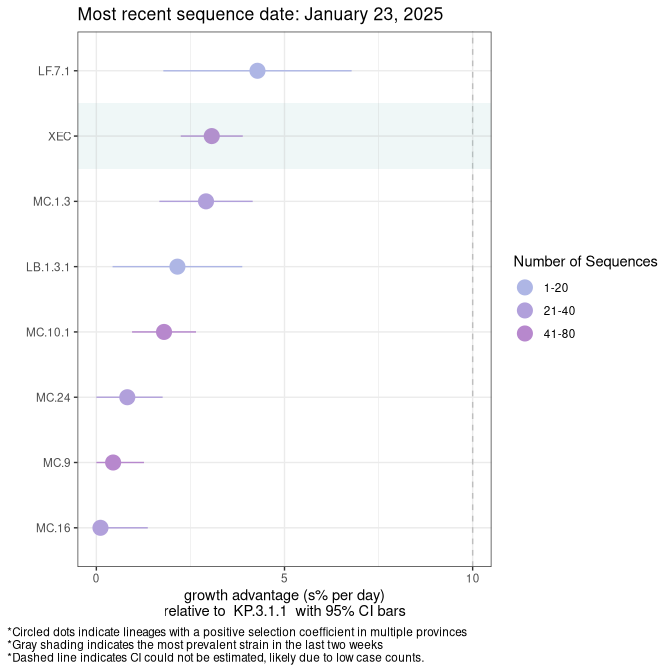 Most recent sequence date: January 23, 2025
LF.7.1
XEC
MC.1.3
LB.1.3.1
MC.10.1
MC.24
MC.9
MC.16
0 5 10
growth advantage (s% per day)
relative to KP.3.1.1 with 95% CI bars
Number of Sequences
1-20
21-40
41-80
*Circled dots indicate lineages with a positive selection coefficient in multiple provinces
*Gray shading indicates the most prevalent strain in the last two weeks
*Dashed line indicates CI could not be estimated, likely due to low case counts.